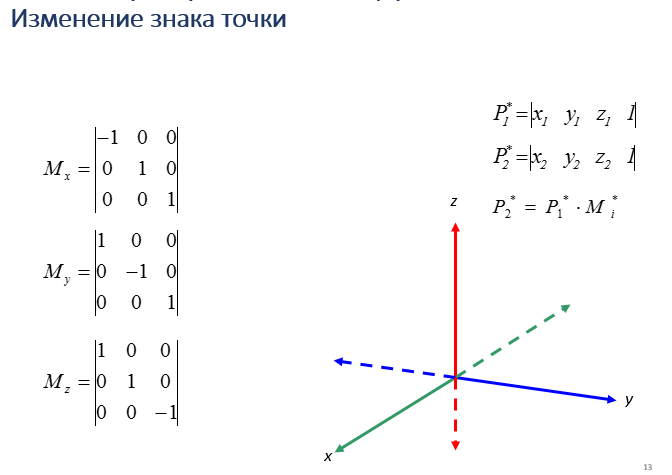 Изменение знака точки
P₁* = |x₁ y₁ z₁ 1|
P₂* = |x₂ y₂ z₂ 1|
P₂* = P₁* · Mᵢ*
Mₓ =
|−1 0 0|
|0 1 0|
|0 0 1|
M_y =
|1 0 0|
|0 −1 0|
|0 0 1|
M_z =
|1 0 0|
|0 1 0|
|0 0 −1|
z
y
x
13